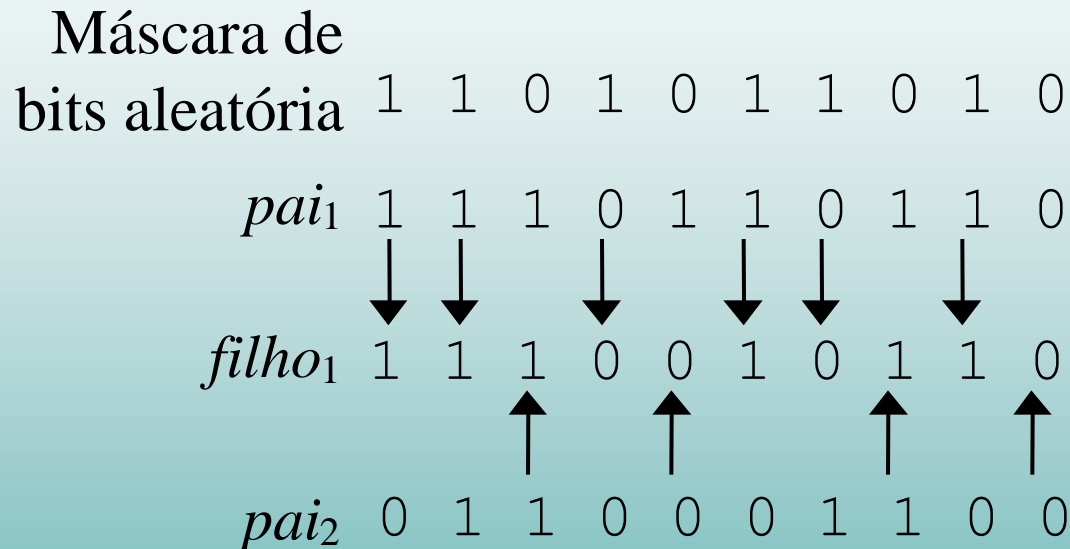 Máscara de
bits aleatória 1 1 0 1 0 1 1 0 1 0
pai1 1 1 1 0 1 1 0 1 1 0
filho1 1 1 1 0 0 1 0 1 1 0
pai2 0 1 1 0 0 0 1 1 0 0